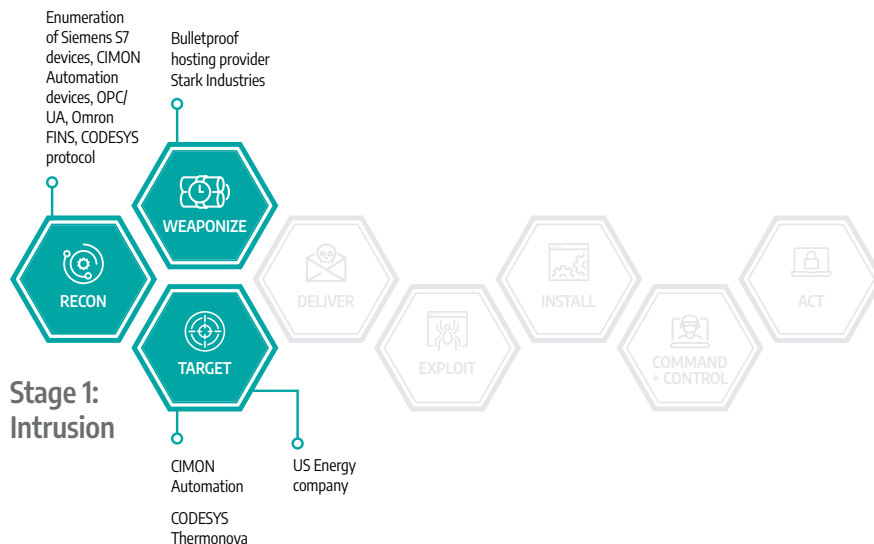 Enumeration
of Siemens S7
devices, CIMON
Automation
devices, OPC/
UA, Omron
FINS, CODESYS
protocol
Bulletproof
hosting provider
Stark Industries
WEAPONIZE
RECON
TARGET
DELIVER
EXPLOIT
INSTALL
COMMAND
+ CONTROL
ACT
Stage 1:
Intrusion
CIMON
Automation
CODESYS
Thermonova
US Energy
company